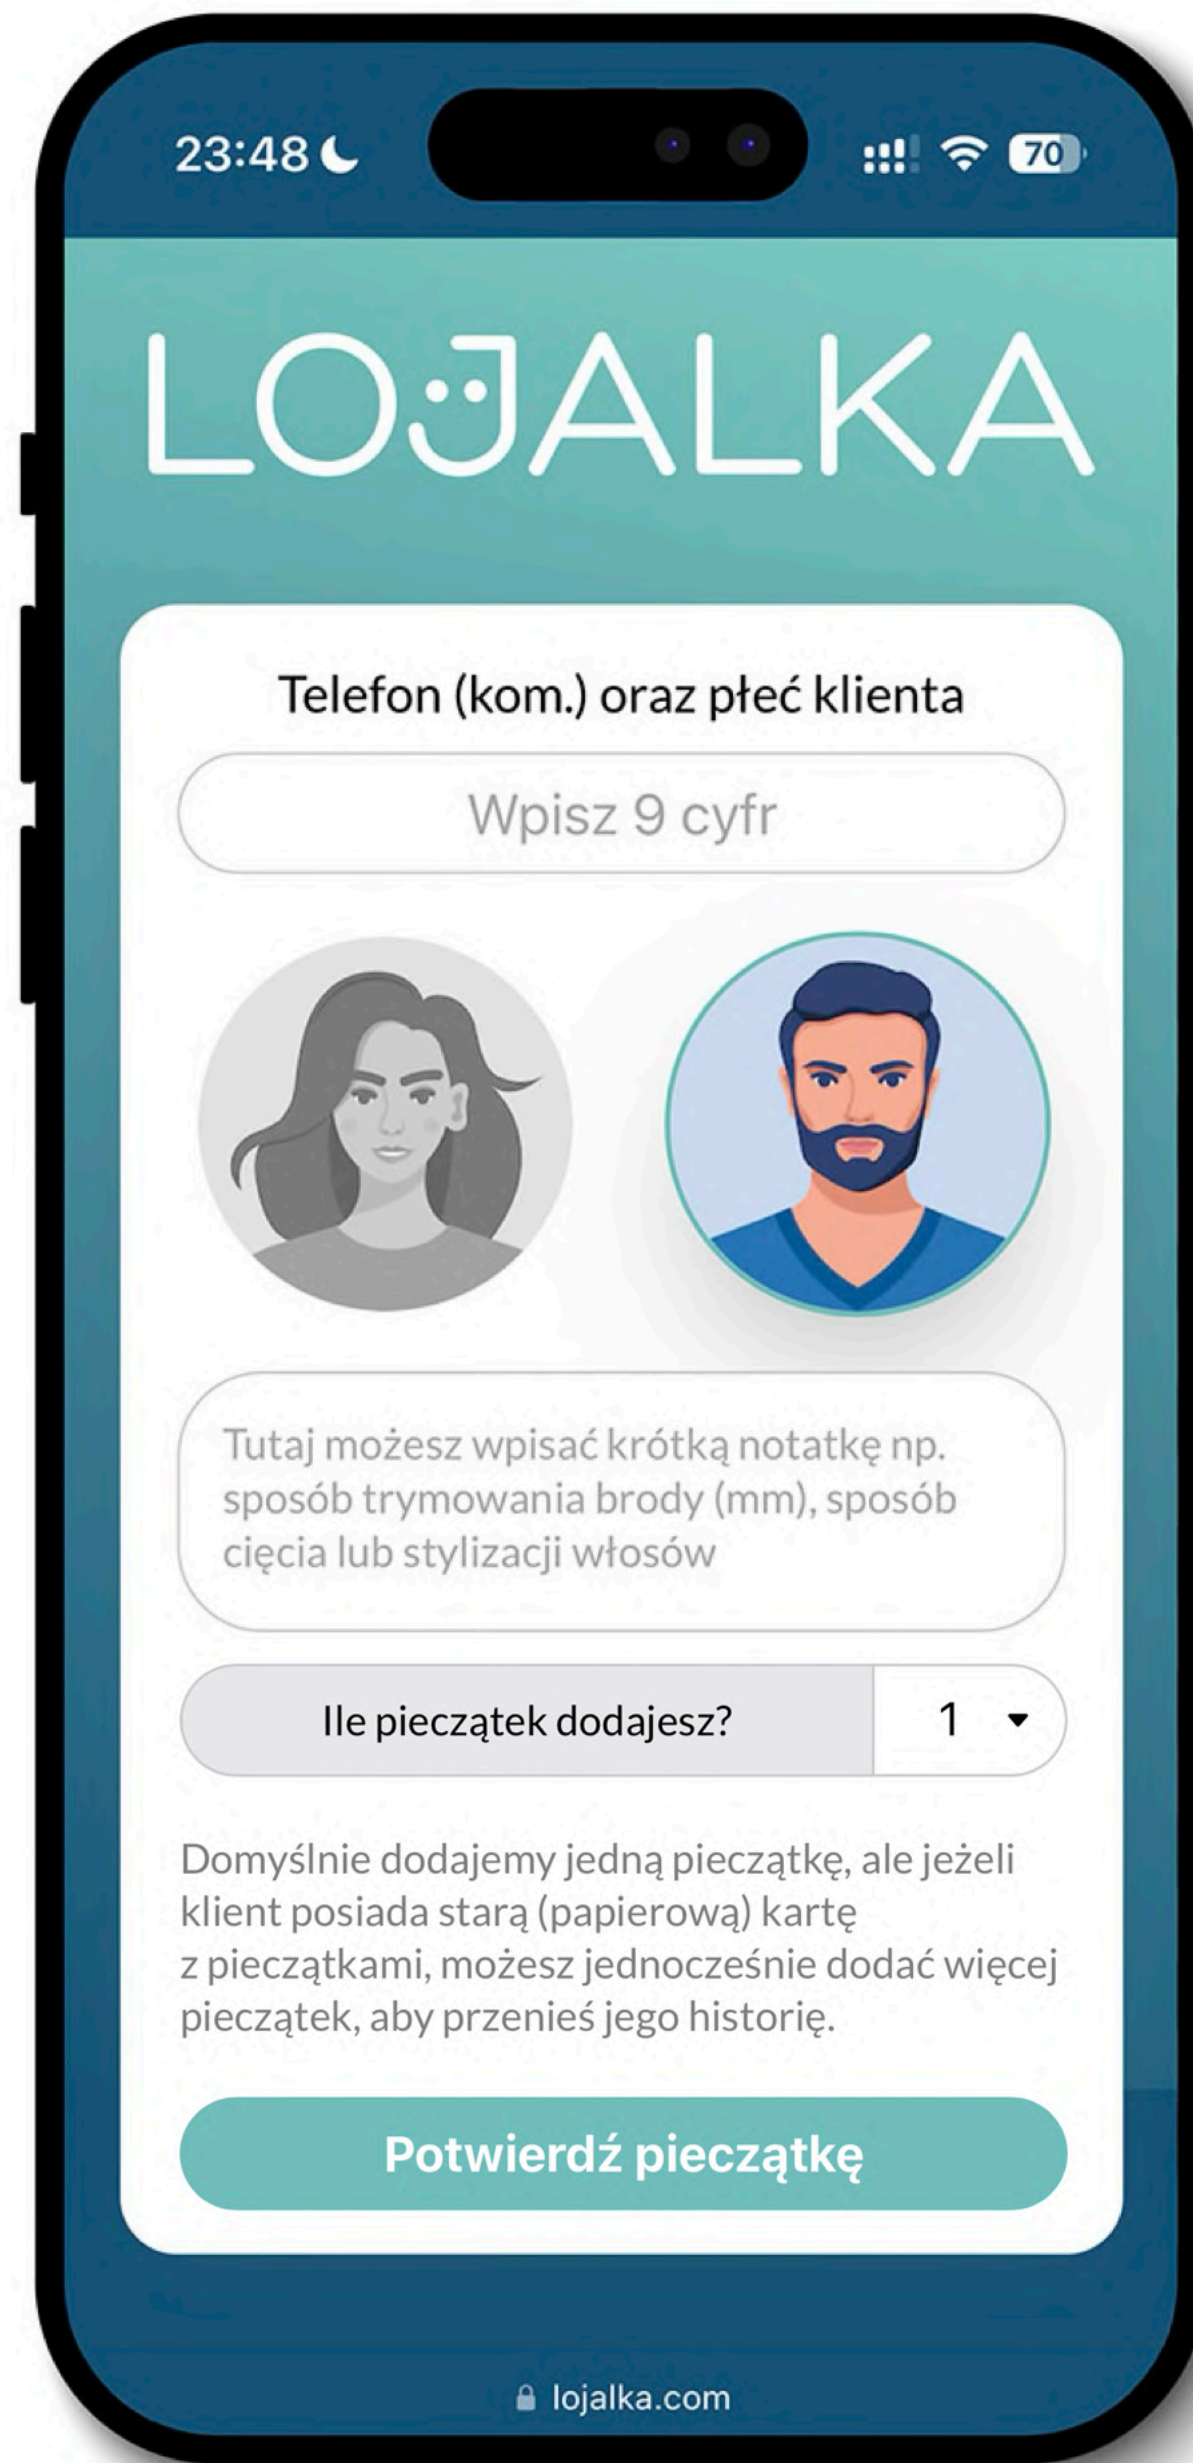 23:48
70
LOJALKA
Telefon (kom.) oraz płeć klienta
Wpisz 9 cyfr
Tutaj możesz wpisać krótką notatkę np.
sposób trymowania brody (mm), sposób
cięcia lub stylizacji włosów
Ile pieczątek dodajesz? 1
Domyślnie dodajemy jedną pieczątkę, ale jeżeli
klient posiada starą (papierową) kartę
z pieczątkami, możesz jednocześnie dodać więcej
pieczątek, aby przenieś jego historię.
Potwierdź pieczątkę
lojalka.com